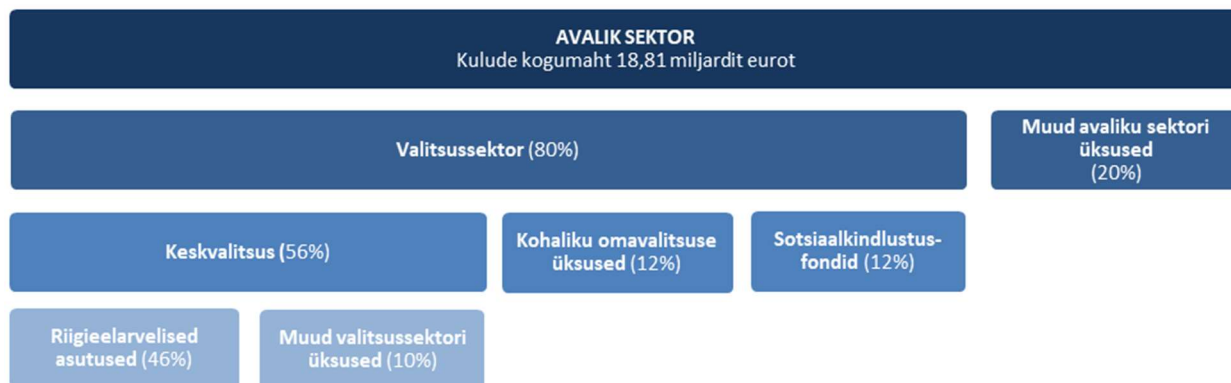 AVALIK SEKTOR
Kulude kogumaht 18,81 miljardit eurot
Valitsussektor (80%)
Muud avaliku sektori
üksused
(20%)
Keskvalitsus (56%)
Kohaliku omavalitsuse
üksused (12%)
Sotsiaalkindlustus-
fondid (12%)
Riigieelarvelised
asutused (46%)
Muud valitsussektori
üksused (10%)